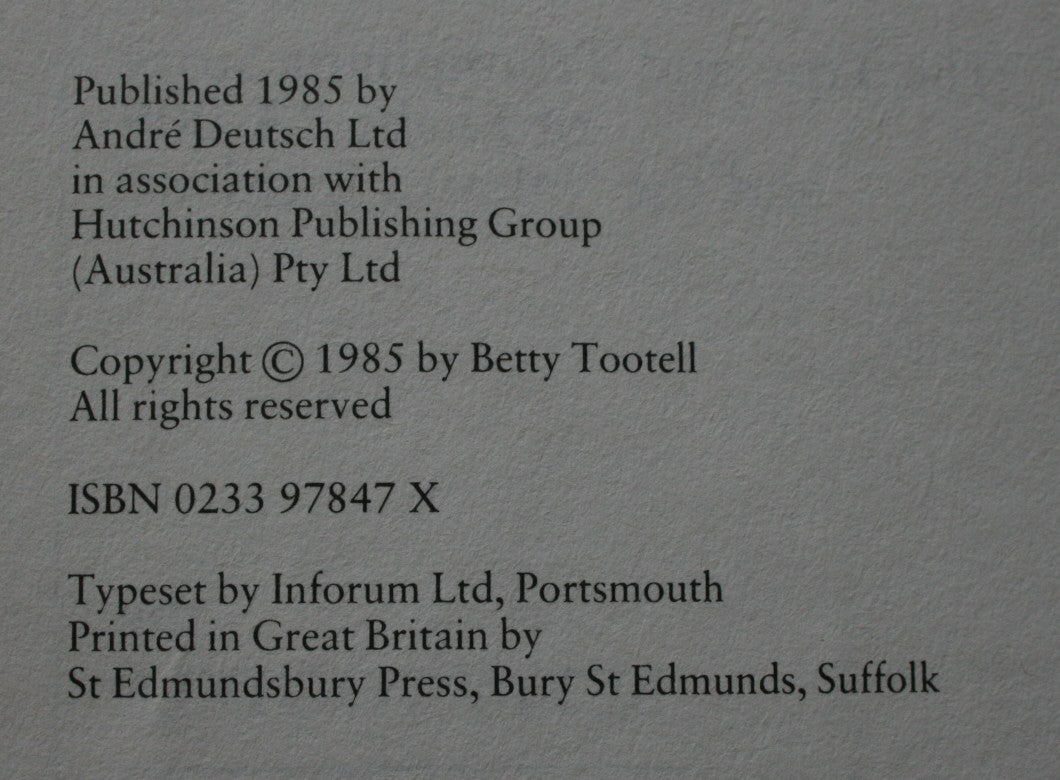 Published 1985 by
André Deutsch Ltd
in association with
Hutchinson Publishing Group
(Australia) Pty Ltd
Copyright © 1985 by Betty Tootell
All rights reserved
ISBN 0233 97847 X
Typeset by Inforum Ltd, Portsmouth
Printed in Great Britain by
St Edmundsbury Press, Bury St Edmunds, Suffolk